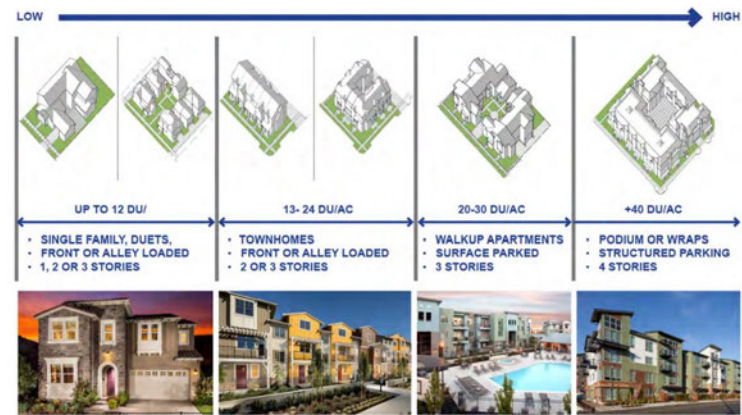 LOW
HIGH
UP TO 12 DU/
13- 24 DU/AC
20-30 DU/AC
+40 DU/AC
• SINGLE FAMILY, DUETS,
FRONT OR ALLEY LOADED
• 1, 2 OR 3 STORIES
• TOWNHOMES
FRONT OR ALLEY LOADED
• 2 OR 3 STORIES
• WALKUP APARTMENTS
• SURFACE PARKED
• 3 STORIES
• PODIUM OR WRAPS
• STRUCTURED PARKING
• 4 STORIES